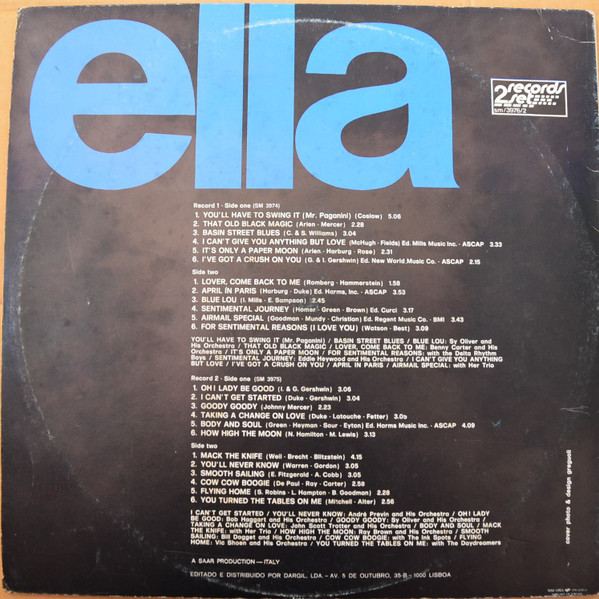 ella
2 records set
sm/3976/2
Record 1 - Side one (SM 3974)
1. YOU'LL HAVE TO SWING IT (Mr. Paganini) (Coslow) 5.06
2. THAT OLD BLACK MAGIC (Arlen - Mercer) 2.28
3. BASIN STREET BLUES (C. & S. Williams) 3.04
4. I CAN'T GIVE YOU ANYTHING BUT LOVE (McHugh - Fields) Ed. Mills Music Inc. - ASCAP 3.33
5. IT'S ONLY A PAPER MOON (Arlen - Harburg - Rose) 2.31
6. I'VE GOT A CRUSH ON YOU (G. & I. Gershwin) Ed. New World Music Co. - ASCAP 2.15
Side two
1. LOVER, COME BACK TO ME (Romberg - Hammerstein) 1.58
2. APRIL IN PARIS (Harburg - Duke) Ed. Harms, Inc. - ASCAP 3.53
3. BLUE LOU (I. Mills - E. Sampson) 2.45
4. SENTIMENTAL JOURNEY (Homer - Green - Brown) Ed. Curci 3.17
5. AIRMAIL SPECIAL (Goodman - Mundy - Christian) Ed. Regent Music Co. - BMI 3.43
6. FOR SENTIMENTAL REASONS (I LOVE YOU) (Watson - Best) 3.09
YOU'LL HAVE TO SWING IT (Mr. Paganini) / BASIN STREET BLUES / BLUE LOU: Sy Oliver and
His Orchestra / THAT OLD BLACK MAGIC / LOVER, COME BACK TO ME: Benny Carter and His
Orchestra / IT'S ONLY A PAPER MOON / FOR SENTIMENTAL REASONS: with the Delta Rhythm
Boys / SENTIMENTAL JOURNEY: Eddie Heywood and His Orchestra / I CAN'T GIVE YOU ANYTHING
BUT LOVE / I'VE GOT A CRUSH ON YOU / APRIL IN PARIS / AIRMAIL SPECIAL: with Her Trio
Record 2 - Side one (SM 3975)
1. OH! LADY BE GOOD (I. & G. Gershwin) 3.06
2. I CAN'T GET STARTED (Duke - Gershwin) 3.04
3. GOODY GOODY (Johnny Mercer) 2.23
4. TAKING A CHANGE ON LOVE (Duke - Latouche - Fetter)
5. BODY AND SOUL (Green - Heyman - Sour - Eyton) Ed. Harms Music Inc. - ASCAP 4.09
6. HOW HIGH THE MOON (N. Hamilton - M. Lewis) 3.13
Side two
1. MACK THE KNIFE (Weil - Brecht - Blitzstein) 4.15
2. YOU'LL NEVER KNOW (Warren - Gordon) 3.05
3. SMOOTH SAILING (E. Fitzgerald - A. Cobb) 3.05
4. COW COW BOOGIE (De Paul - Ray - Carter) 2.58
5. FLYING HOME (S. Robins - L. Hampton - B. Goodman) 2.28
6. YOU TURNED THE TABLES ON ME (Mitchell - Alter) 2.56
I CAN'T GET STARTED / YOU'LL NEVER KNOW: André Previn and His Orchestra / OH! LADY
BE GOOD: Bob Haggart and His Orchestra / GOODY GOODY: Sy Oliver and His Orchestra /
TAKING A CHANGE ON LOVE: John Scott Trotter and His Orchestra / BODY AND SOUL / MACK
THE KNIFE: with Her Trio / HOW HIGH THE MOON: Ray Brown and His Orchestra / SMOOTH
SAILING: Bill Dogget and His Orchestra / COW COW BOOGIE: with The Ink Spots / FLYING
HOME: Vic Shoen and His Orchestra / YOU TURNED THE TABLES ON ME: with The Daydreamers
A SAAR PRODUCTION — ITALY
EDITADO E DISTRIBUIDO POR DARGIL, LDA. - AV. 5 DE OUTUBRO, 35-B - 1000 LISBOA
cover photo & design greguoli